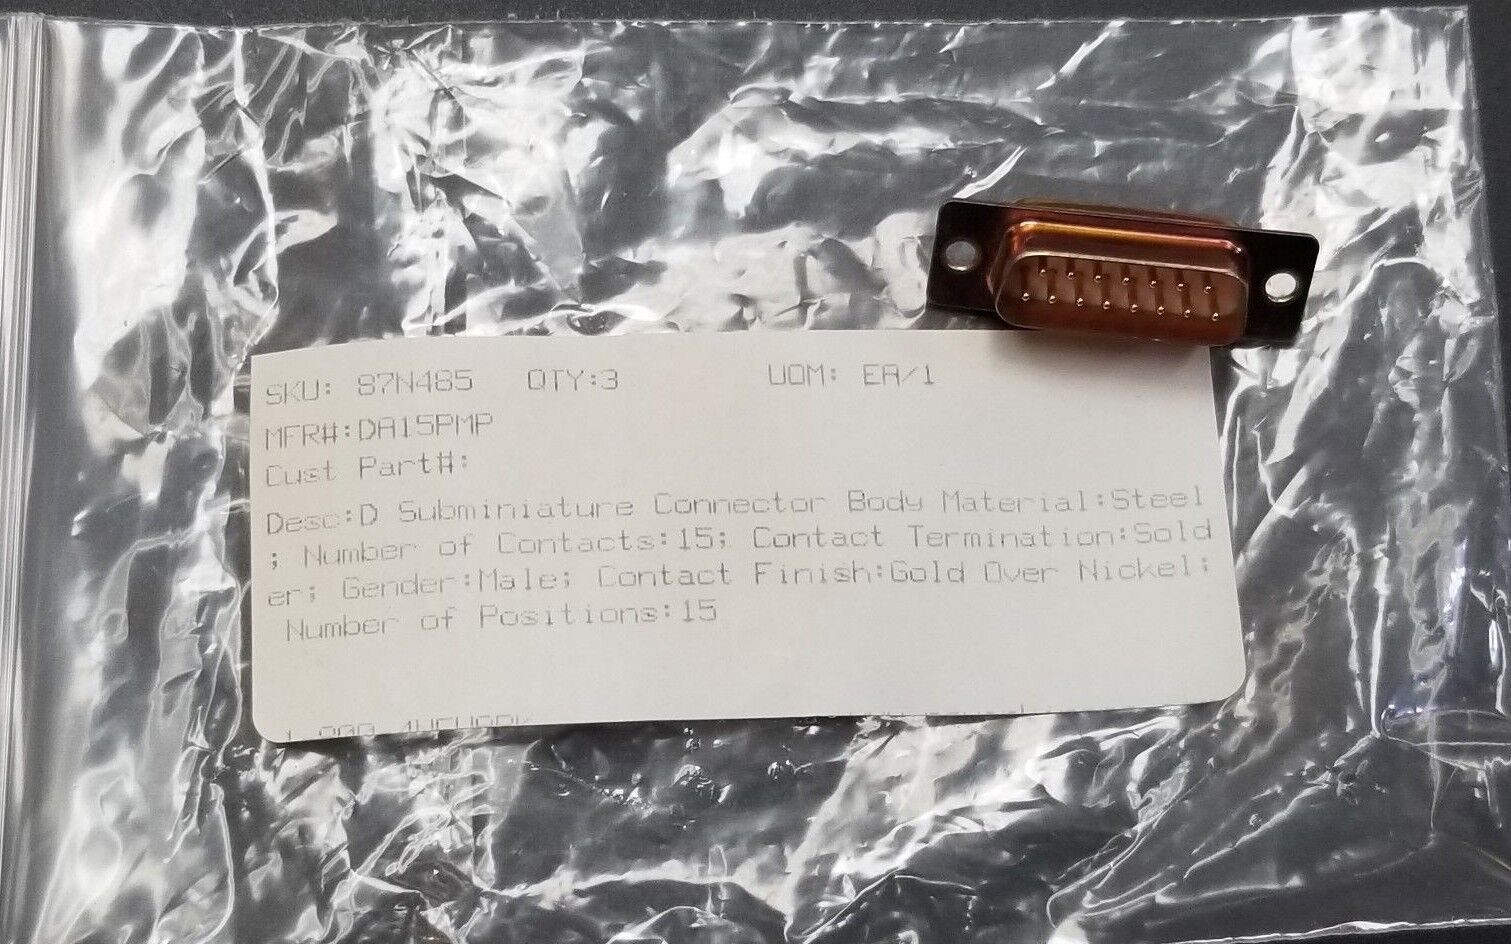 SKU: 87N485 QTY:3 UOM: EA/1
MFR#:DA15PMP
Cust Part#:
Desc:D Subminiature Connector Body Material:Steel
; Number of Contacts:15; Contact Termination:Sold
er; Gender:Male; Contact Finish:Gold Over Nickel;
Number of Positions:15